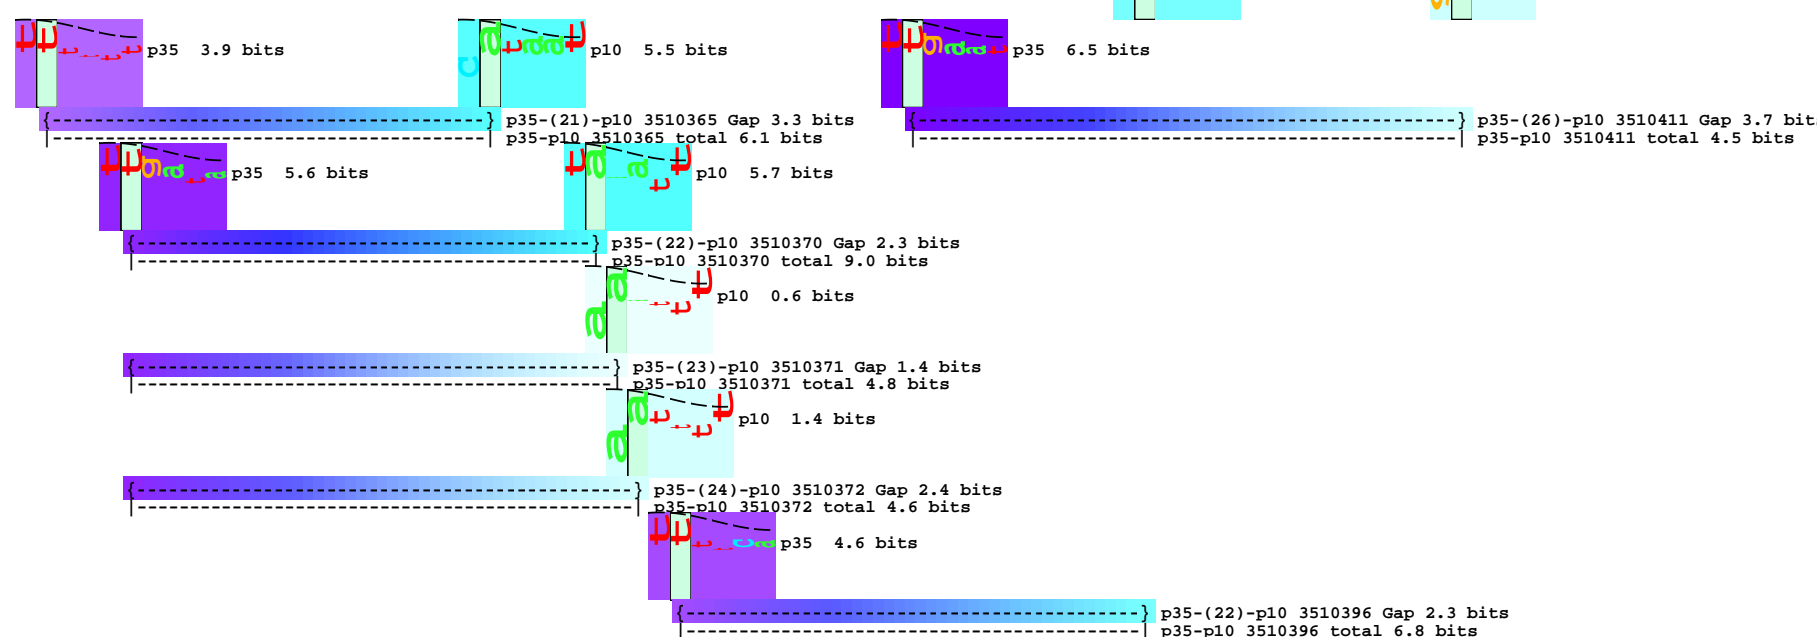 p35 3.9 bits
p10 5.5 bits
p35 6.5 bits
p35-(21)-p10 3510365 Gap 3.3 bits
p35-(26)-p10 3510411 Gap 3.7 bit
p35-p10 3510365 total 6.1 bits
p35-p10 3510411 total 4.5 bits
p35 5.6 bits
p10 5.7 bits
p35-(22)-p10 3510370 Gap 2.3 bits
p35-p10 3510370 total 9.0 bits
p10 0.6 bits
p35-(23)-p10 3510371 Gap 1.4 bits
p35-p10 3510371 total 4.8 bits
p10 1.4 bits
p35-(24)-p10 3510372 Gap 2.4 bits
p35-p10 3510372 total 4.6 bits
p35 4.6 bits
p35-(22)-p10 3510396 Gap 2.3 bits
p35-p10 3510396 total 6.8 bits